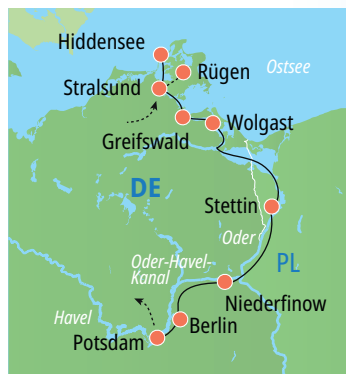 Hiddensee
Rügen
Ostsee
Stralsund
Greifswald
Wolgast
DE
Stettin
Oder
Oder-Havel-
Kanal
PL
Niederfinow
Havel
Berlin
Potsdam